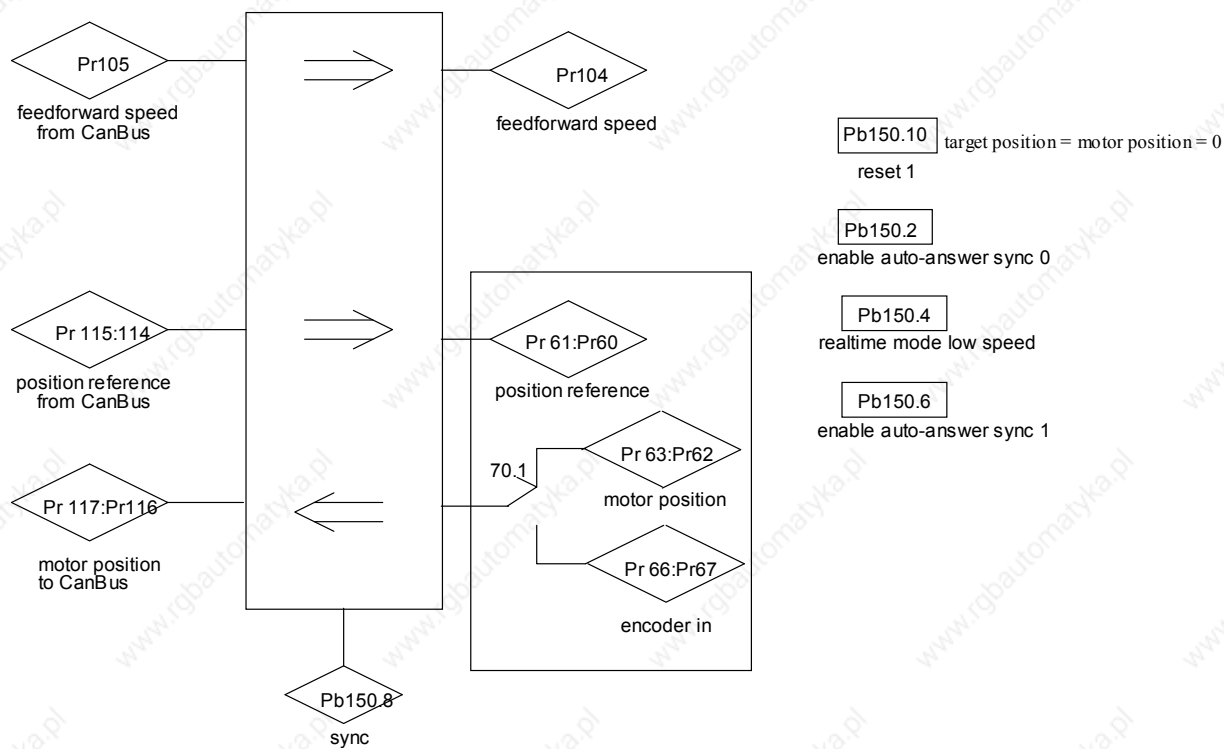 Pr105
feedforward speed
from CanBus
Pr104
feedforward speed
Pb150.10 target position = motor position = 0
reset 1
Pb150.2
enable auto-answer sync 0
Pb150.4
realtime mode low speed
Pb150.6
enable auto-answer sync 1
Pr 115:114
position reference
from CanBus
Pr 61:Pr60
position reference
70.1
Pr 63:Pr62
motor position
Pr 117:Pr116
motor position
to CanBus
Pr 66:Pr67
encoder in
Pb150.8
sync
www.rgbautomatyka.pl